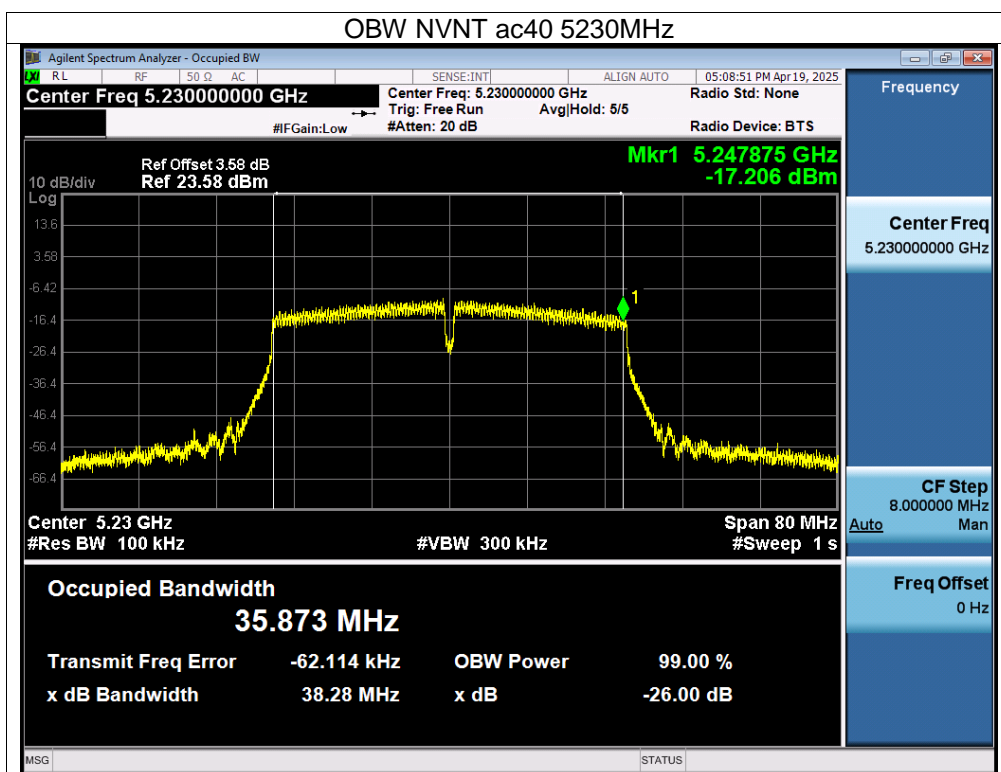 OBW NVNT ac40 5230MHz
Agilent Spectrum Analyzer - Occupied BW
LXI RL RF 50 Ω AC SENSE:INT ALIGN AUTO 05:08:51 PM Apr 19, 2025
Center Freq 5.230000000 GHz
Center Freq: 5.230000000 GHz
Radio Std: None
Trig: Free Run Avg|Hold: 5/5
#IFGain:Low #Atten: 20 dB Radio Device: BTS
Mkr1 5.247875 GHz
-17.206 dBm
Ref Offset 3.58 dB
10 dB/div Ref 23.58 dBm
Log
13.6
3.58
-6.42
-16.4
-26.4
-36.4
-46.4
-56.4
-66.4
1
Center 5.23 GHz Span 80 MHz
#Res BW 100 kHz #VBW 300 kHz #Sweep 1 s
Occupied Bandwidth
35.873 MHz
Transmit Freq Error -62.114 kHz OBW Power 99.00 %
x dB Bandwidth 38.28 MHz x dB -26.00 dB
Frequency
Center Freq
5.230000000 GHz
CF Step
8.000000 MHz
Auto Man
Freq Offset
0 Hz
MSG STATUS